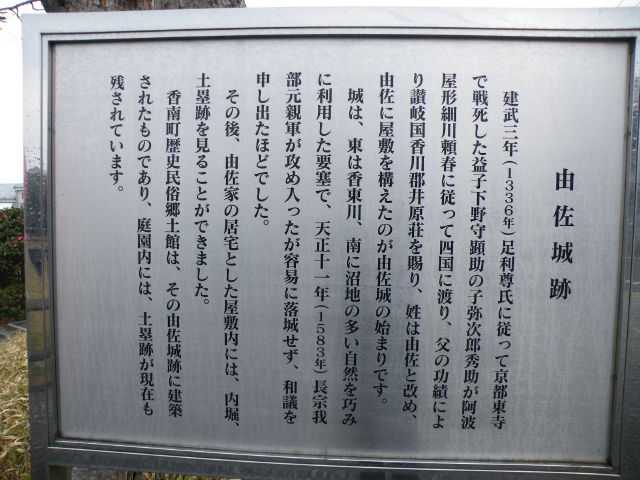 由佐城跡
建武三年(1336年)足利尊氏に従って京都東寺
で戦死した益子下野守顕助の子弥次郎秀助が阿波
屋形細川頼春に従って四国に渡り、父の功績によ
り讃岐国香川郡井原荘を賜り、姓は由佐と改め、
由佐に屋敷を構えたのが由佐城の始まりです。
城は、東は香東川、南に沼地の多い自然を巧み
に利用した要塞で、天正十一年(1583年)長宗我
部元親軍が攻め入ったが容易に落城せず、和議を
申し出たほどでした。
その後、由佐家の居宅とした屋敷内には、内堀、
土塁跡を見ることができました。
香南町歴史民俗郷土館は、その由佐城跡に建築
されたものであり、庭園内には、土塁跡が現在も
残されています。